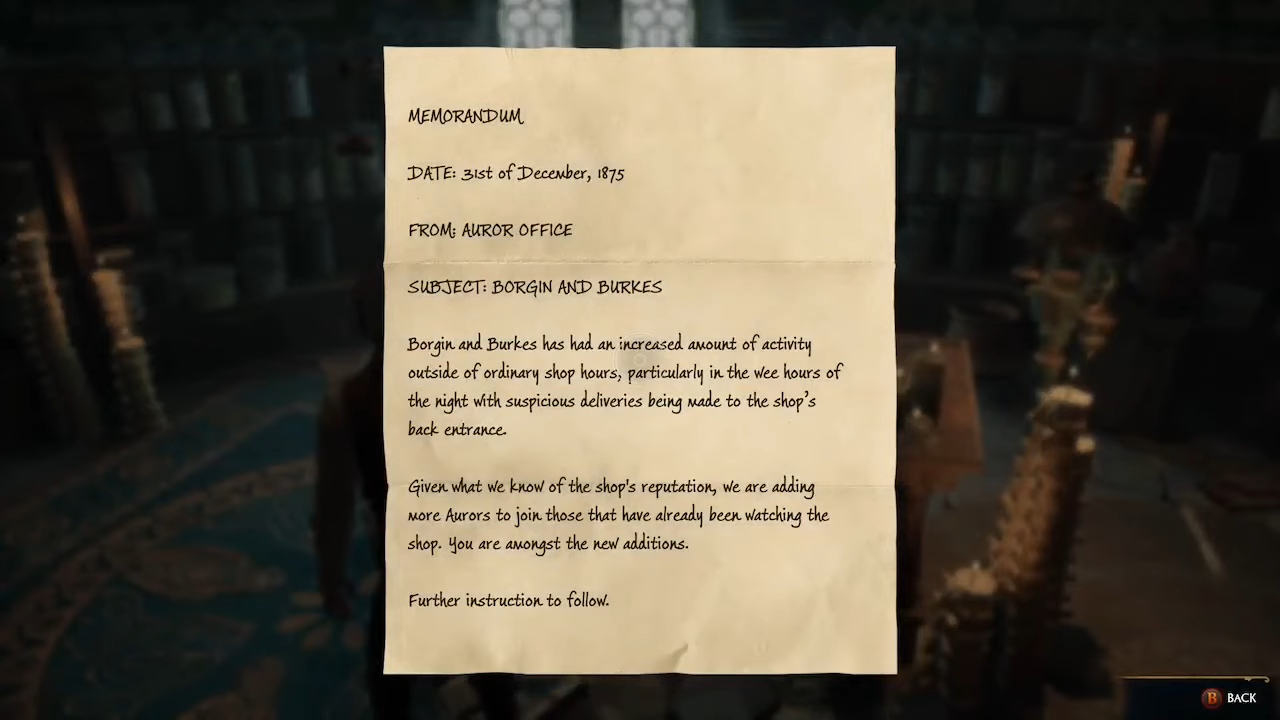 MEMORANDUM
DATE: 31st of December, 1875
FROM: AUROR OFFICE
SUBJECT: BORGIN AND BURKES
Borgin and Burkes has had an increased amount of activity
outside of ordinary shop hours, particularly in the wee hours of
the night with suspicious deliveries being made to the shop's
back entrance.
Given what we know of the shop's reputation, we are adding
more Aurors to join those that have already been watching the
shop. You are amongst the new additions.
Further instruction to follow.
B BACK